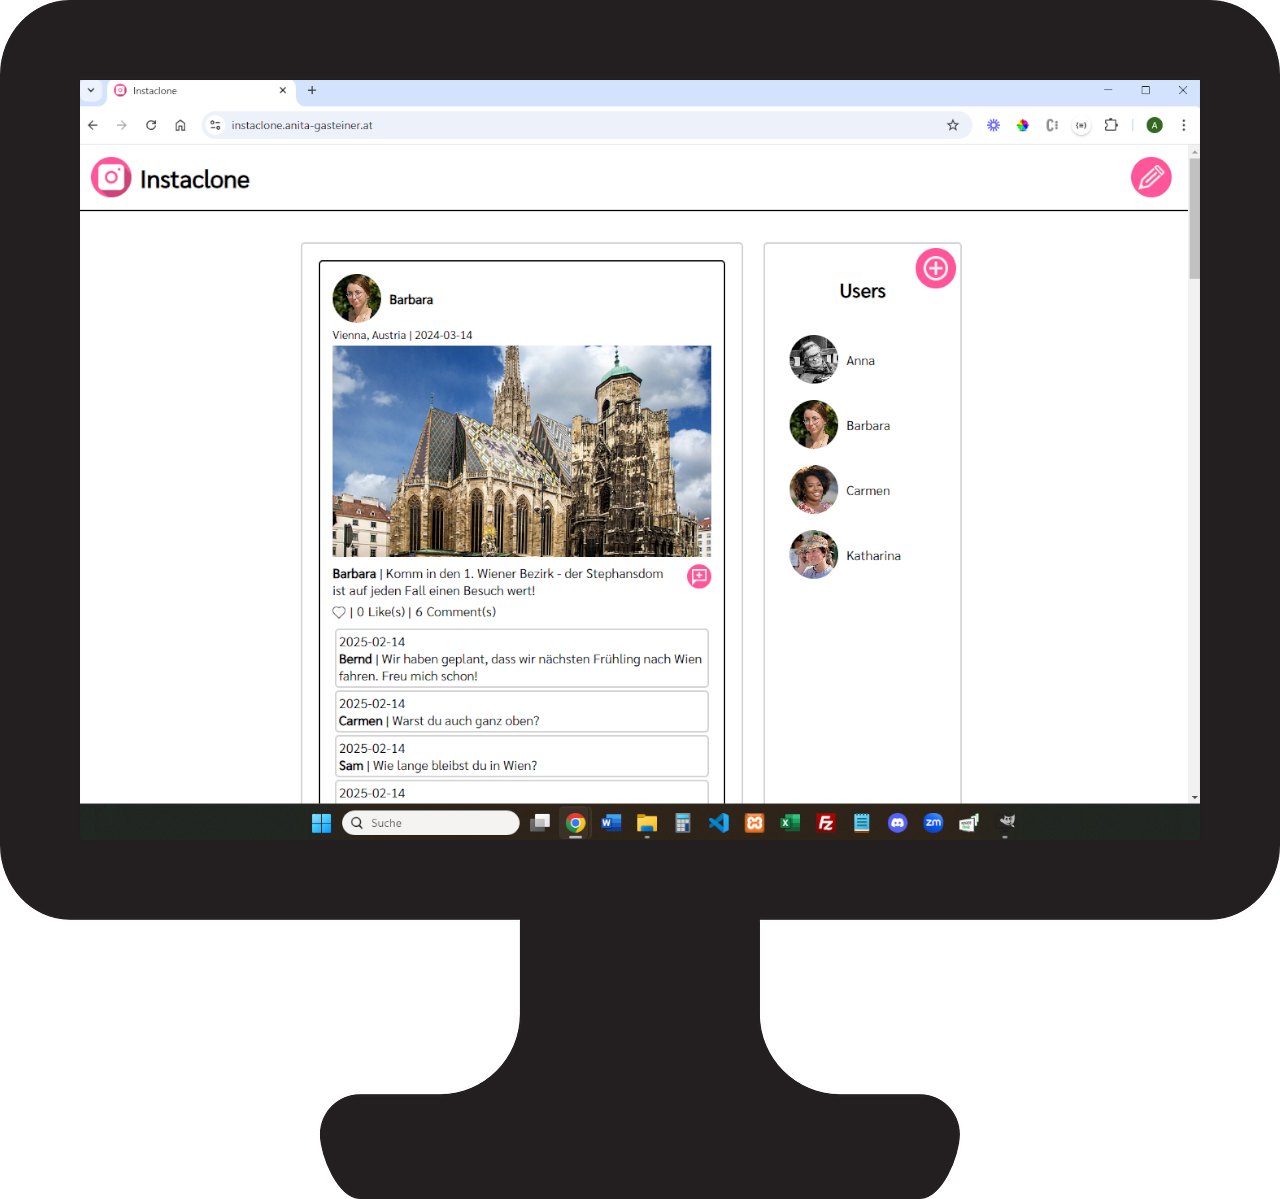 Instaclone
instaclone.anita-gasteiner.at
A
Instaclone
Barbara
Vienna, Austria | 2024-03-14
Barbara | Komm in den 1. Wiener Bezirk - der Stephansdom
ist auf jeden Fall einen Besuch wert!
| 0 Like(s) | 6 Comment(s)
2025-02-14
Bernd | Wir haben geplant, dass wir nächsten Frühling nach Wien
fahren. Freu mich schon!
2025-02-14
Carmen | Warst du auch ganz oben?
2025-02-14
Sam | Wie lange bleibst du in Wien?
2025-02-14
Users
Anna
Barbara
Carmen
Katharina
Suche
W
X
FZ
zm